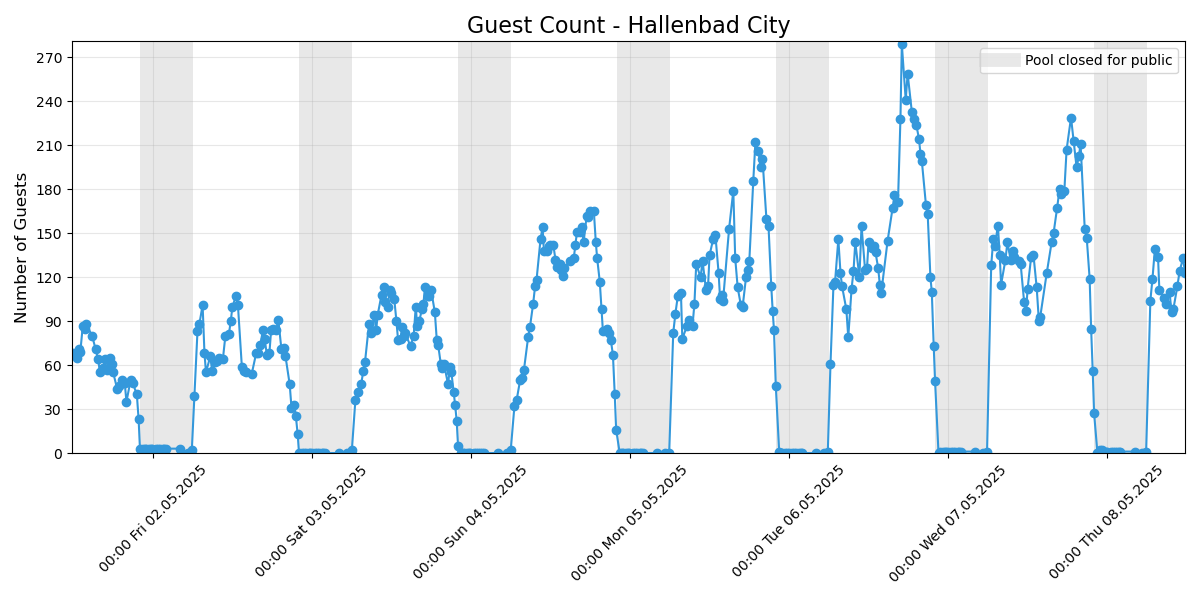 Guest Count - Hallenbad City
Pool closed for public
Number of Guests
270
240
210
180
150
120
90
60
30
0
00:00 Fri 02.05.2025
00:00 Sat 03.05.2025
00:00 Sun 04.05.2025
00:00 Mon 05.05.2025
00:00 Tue 06.05.2025
00:00 Wed 07.05.2025
00:00 Thu 08.05.2025